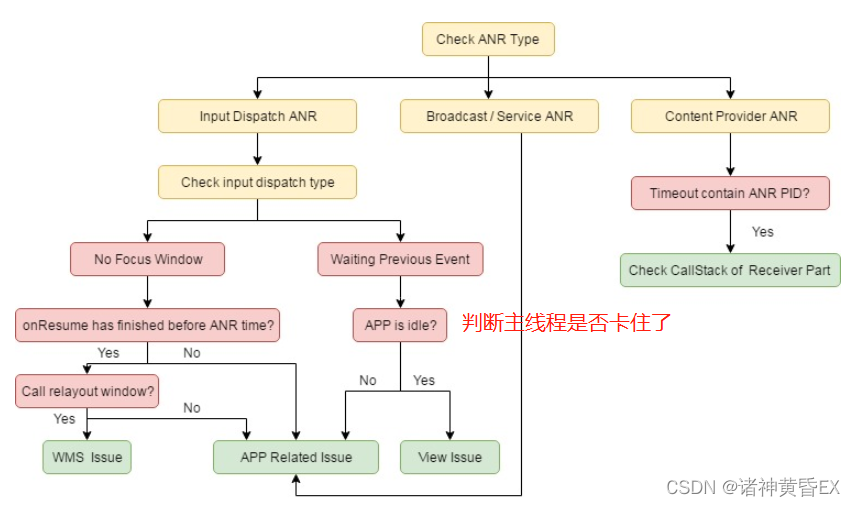 Check ANR Type
Input Dispatch ANR
Broadcast / Service ANR
Content Provider ANR
Check input dispatch type
Timeout contain ANR PID?
Yes
No Focus Window
Waiting Previous Event
Check CallStack of Receiver Part
onResume has finished before ANR time?
APP is idle?
判断主线程是否卡住了
Yes
No
Call relayout window?
No
Yes
Yes
No
WMS Issue
APP Related Issue
View Issue
CSDN @诸神黄昏EX